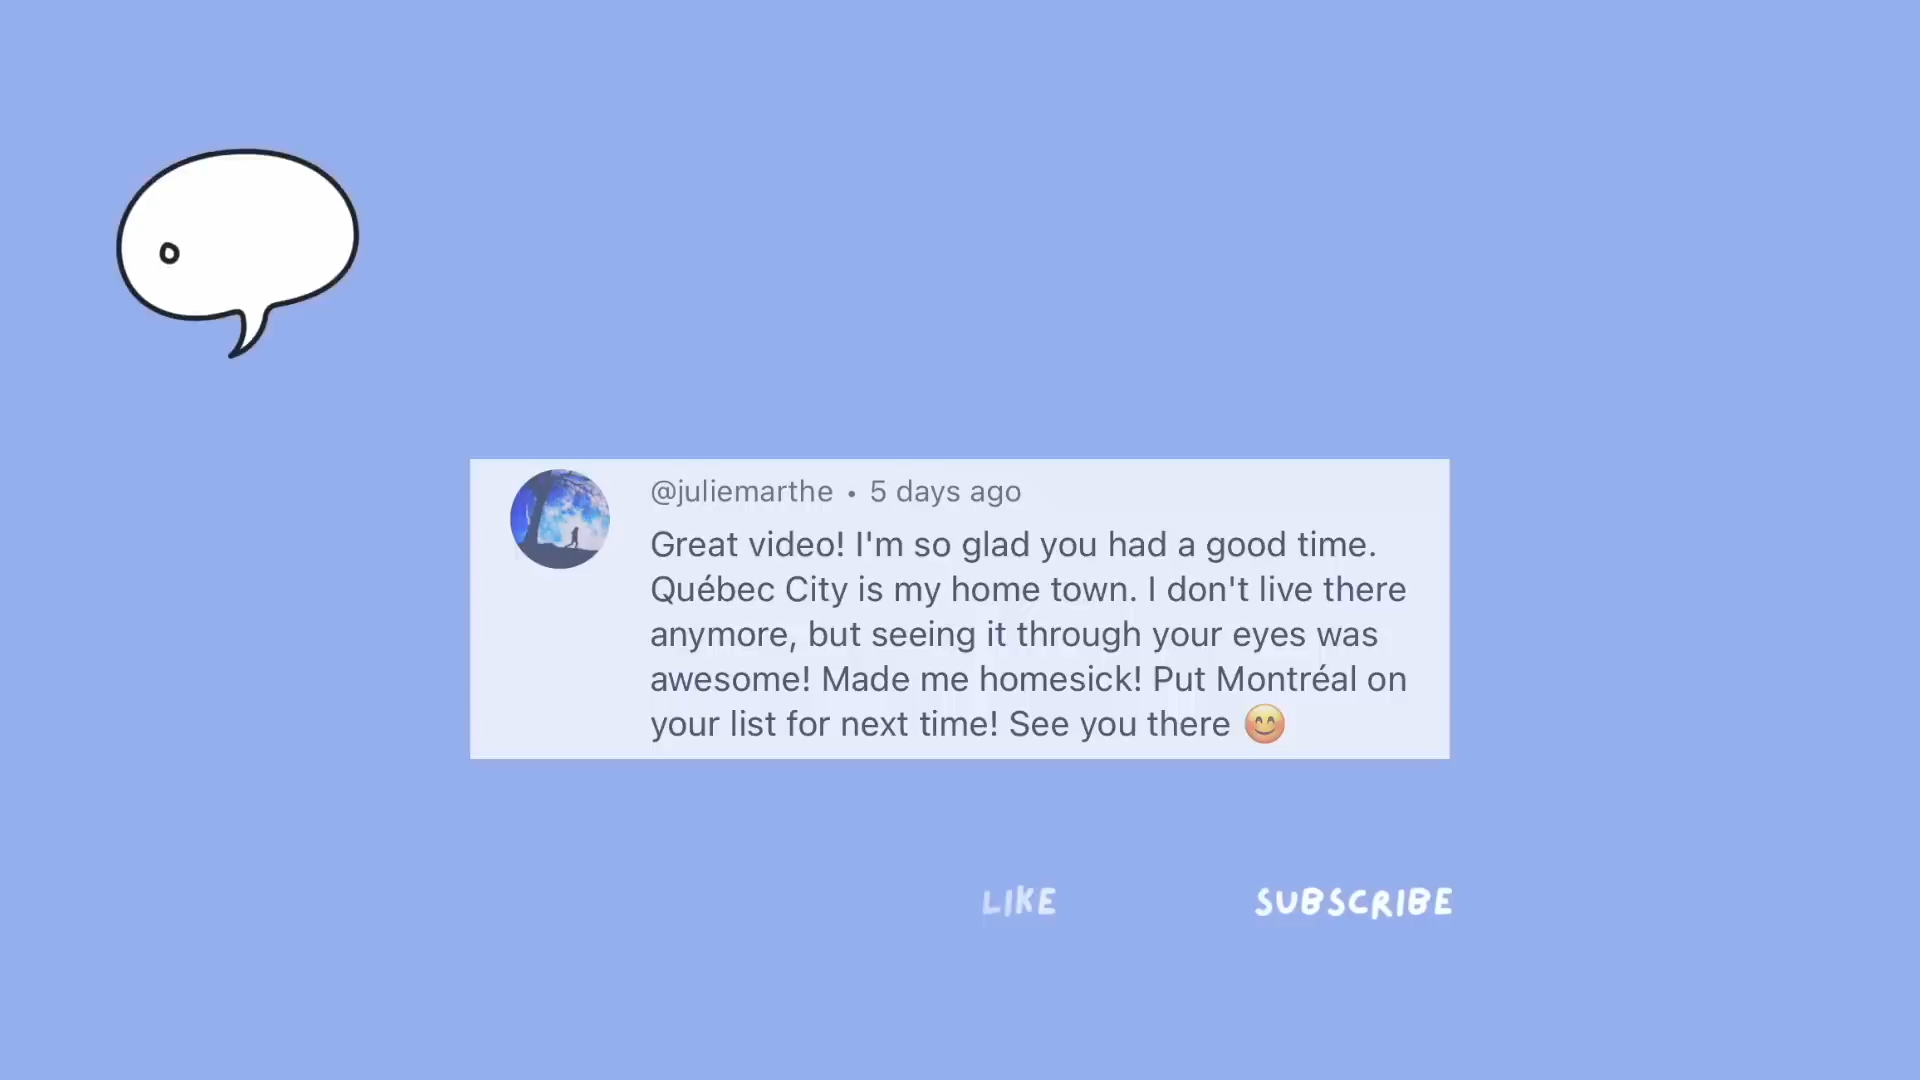 @juliemarthe • 5 days ago
Great video! I'm so glad you had a good time.
Québec City is my home town. I don't live there
anymore, but seeing it through your eyes was
awesome! Made me homesick! Put Montréal on
your list for next time! See you there 😊
LIKE
SUBSCRIBE